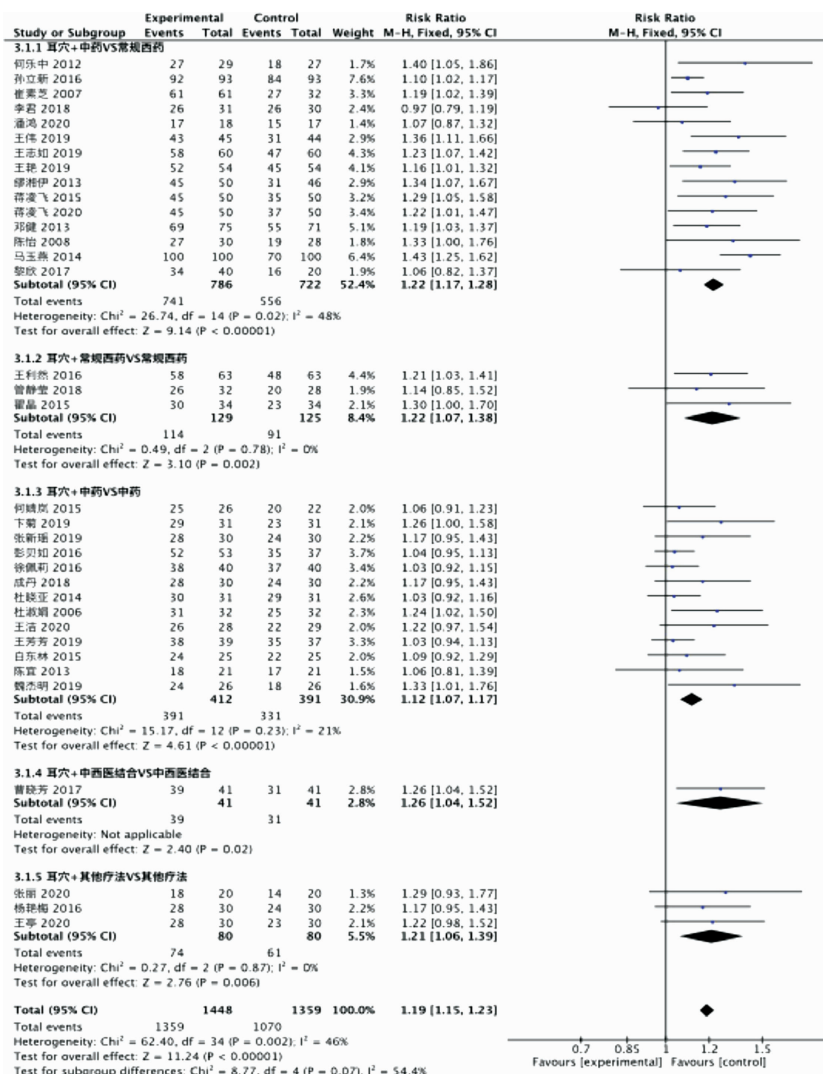 Experimental Control Risk Ratio Risk Ratio
Study or Subgroup Events Total Events Total Weight M-H, Fixed, 95% CI M-H, Fixed, 95% CI
3.1.1 耳穴+中药VS常规西药
何乐中 2012 27 29 18 27 1.7% 1.40 [1.05, 1.86]
孙立新 2016 92 93 84 93 7.6% 1.10 [1.02, 1.17]
崔素芝 2007 61 61 27 32 3.3% 1.19 [1.02, 1.39]
李君 2018 26 31 26 30 2.4% 0.97 [0.79, 1.19]
潘鸿 2020 17 18 15 17 1.4% 1.07 [0.87, 1.32]
王伟 2019 43 45 31 44 2.9% 1.36 [1.11, 1.66]
王志如 2019 58 60 47 60 4.3% 1.23 [1.07, 1.42]
王艳 2019 52 54 45 54 4.1% 1.16 [1.01, 1.32]
缪湘伊 2013 45 50 31 46 2.9% 1.34 [1.07, 1.67]
蒋凌飞 2015 45 50 35 50 3.2% 1.29 [1.05, 1.58]
蒋凌飞 2020 45 50 37 50 3.4% 1.22 [1.01, 1.47]
邓健 2013 69 75 55 71 5.1% 1.19 [1.03, 1.37]
陈怡 2008 27 30 19 28 1.8% 1.33 [1.00, 1.76]
马玉燕 2014 100 100 70 100 6.4% 1.43 [1.25, 1.62]
黎欣 2017 34 40 16 20 1.9% 1.06 [0.82, 1.37]
Subtotal (95% CI) 786 722 52.4% 1.22 [1.17, 1.28]
Total events 741 556
Heterogeneity: Chi² = 26.74, df = 14 (P = 0.02); I² = 48%
Test for overall effect: Z = 9.14 (P < 0.00001)
3.1.2 耳穴+常规西药VS常规西药
王利然 2016 58 63 48 63 4.4% 1.21 [1.03, 1.41]
管静莹 2018 26 32 20 28 1.9% 1.14 [0.85, 1.52]
翟晶 2015 30 34 23 34 2.1% 1.30 [1.00, 1.70]
Subtotal (95% CI) 129 125 8.4% 1.22 [1.07, 1.38]
Total events 114 91
Heterogeneity: Chi² = 0.49, df = 2 (P = 0.78); I² = 0%
Test for overall effect: Z = 3.10 (P = 0.002)
3.1.3 耳穴+中药VS中药
何婧岚 2015 25 26 20 22 2.0% 1.06 [0.91, 1.23]
卞菊 2019 29 31 23 31 2.1% 1.26 [1.00, 1.58]
张新瑶 2019 28 30 24 30 2.2% 1.17 [0.95, 1.43]
彭贝如 2016 52 53 35 37 3.7% 1.04 [0.95, 1.13]
徐佩莉 2016 38 40 37 40 3.4% 1.03 [0.92, 1.15]
成丹 2018 28 30 24 30 2.2% 1.17 [0.95, 1.43]
杜晓亚 2014 30 31 29 31 2.6% 1.03 [0.92, 1.16]
杜淑娟 2006 31 32 25 32 2.3% 1.24 [1.02, 1.50]
王洁 2020 26 28 22 29 2.0% 1.22 [0.97, 1.54]
王芳芳 2019 38 39 35 37 3.3% 1.03 [0.94, 1.13]
白东林 2015 24 25 22 25 2.0% 1.09 [0.92, 1.29]
陈宜 2013 18 21 17 21 1.5% 1.06 [0.81, 1.39]
魏杰明 2019 24 26 18 26 1.6% 1.33 [1.01, 1.76]
Subtotal (95% CI) 412 391 30.9% 1.12 [1.07, 1.17]
Total events 391 331
Heterogeneity: Chi² = 15.17, df = 12 (P = 0.23); I² = 21%
Test for overall effect: Z = 4.61 (P < 0.00001)
3.1.4 耳穴+中西医结合VS中西医结合
曹晓芳 2017 39 41 31 41 2.8% 1.26 [1.04, 1.52]
Subtotal (95% CI) 41 41 2.8% 1.26 [1.04, 1.52]
Total events 39 31
Heterogeneity: Not applicable
Test for overall effect: Z = 2.40 (P = 0.02)
3.1.5 耳穴+其他疗法VS其他疗法
张丽 2020 18 20 14 20 1.3% 1.29 [0.93, 1.77]
杨艳梅 2016 28 30 24 30 2.2% 1.17 [0.95, 1.43]
王亭 2020 28 30 23 30 2.1% 1.22 [0.98, 1.52]
Subtotal (95% CI) 80 80 5.5% 1.21 [1.06, 1.39]
Total events 74 61
Heterogeneity: Chi² = 0.27, df = 2 (P = 0.87); I² = 0%
Test for overall effect: Z = 2.76 (P = 0.006)
Total (95% CI) 1448 1359 100.0% 1.19 [1.15, 1.23]
Total events 1359 1070
Heterogeneity: Chi² = 62.40, df = 34 (P = 0.002); I² = 46%
Test for overall effect: Z = 11.24 (P < 0.00001)
Test for subgroup differences: Chi² = 8.77, df = 4 (P = 0.07), I² = 54.4%
0.7 0.85 1 1.2 1.5
Favours [experimental] Favours [control]